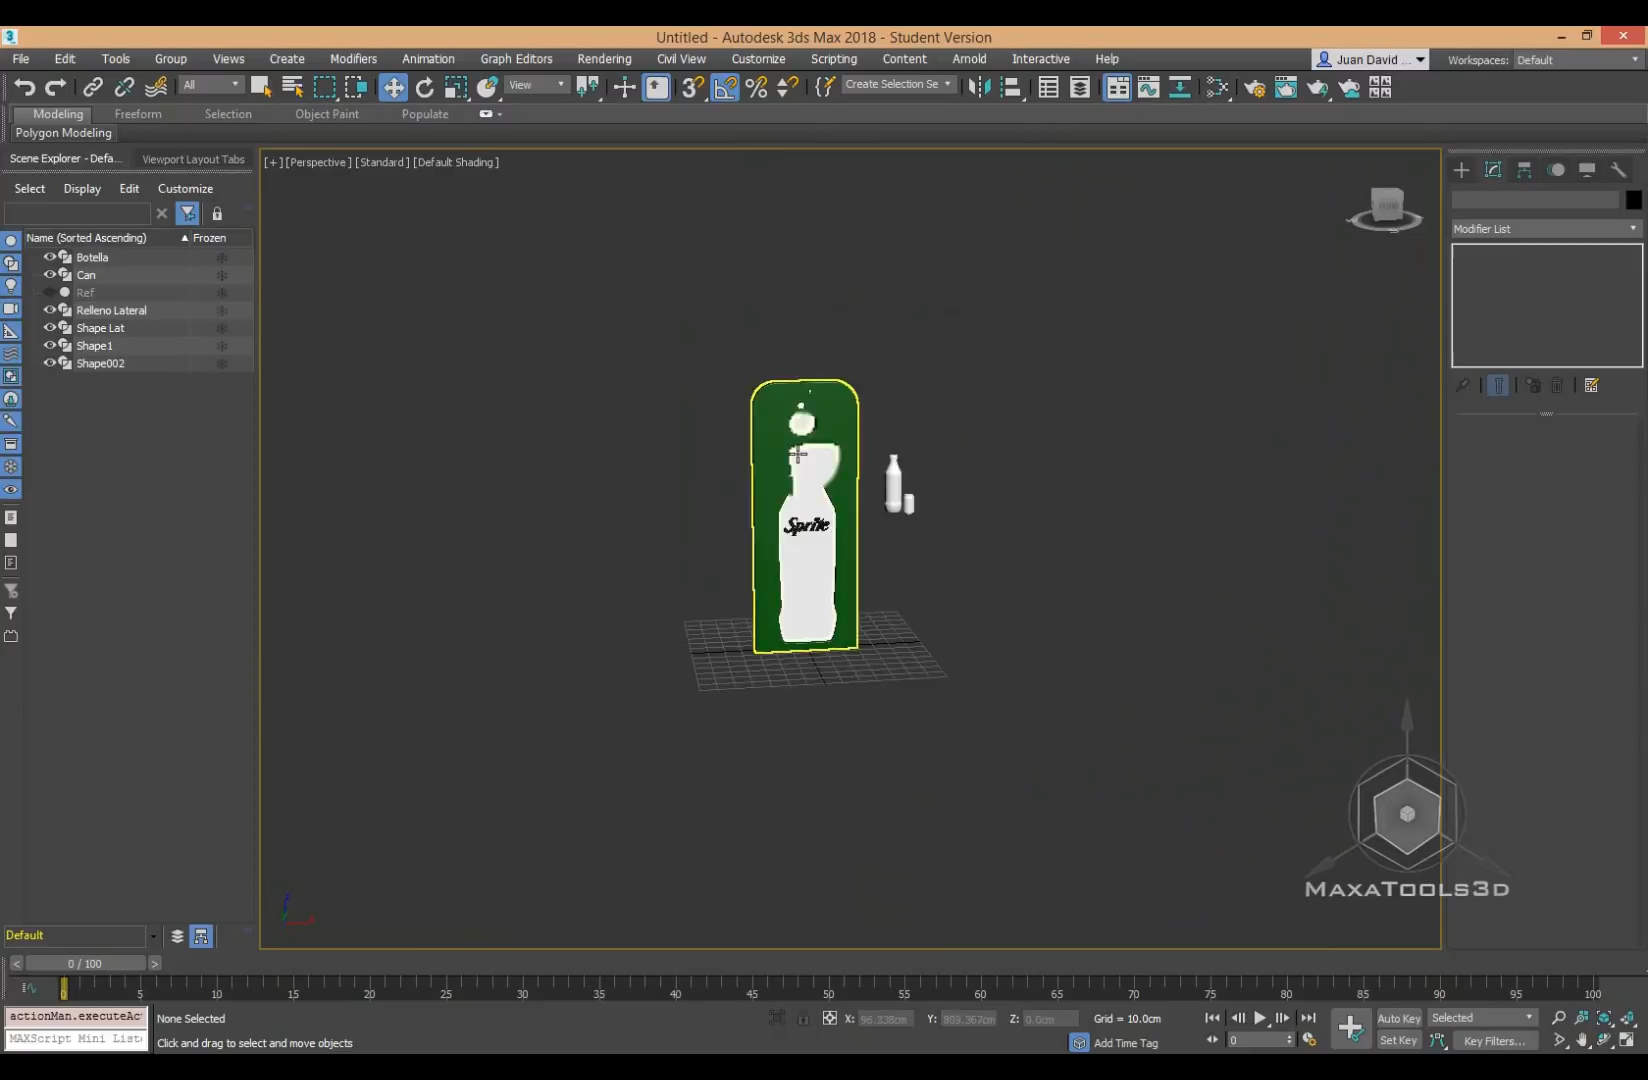 Untitled - Autodesk 3ds Max 2018 - Student Version
File Edit Tools Group Views Create Modifiers Animation Graph Editors Rendering Civil View Customize Scripting Content Arnold Interactive Help
Juan David ...
Workspaces: Default
All
View
Create Selection Se
Modeling Freeform Selection Object Paint Populate
Polygon Modeling
Scene Explorer - Defa... Viewport Layout Tabs
[+] [Perspective] [Standard] [Default Shading]
Select Display Edit Customize
Name (Sorted Ascending) Frozen
Botella
Can
Ref
Relleno Lateral
Shape Lat
Shape1
Shape002
Modifier List
Sprite
MaxaTools3D
Default
0 / 100
0 5 10 15 20 25 30 35 40 45 50 55 60 65 70 75 80 85 90 95 100
actionMan.executeAc
MAXScript Mini List
None Selected
Click and drag to select and move objects
X: 96.338cm Y: 803.367cm Z: 0.0cm Grid = 10.0cm
Add Time Tag
0
Auto Key Selected
Set Key Key Filters...